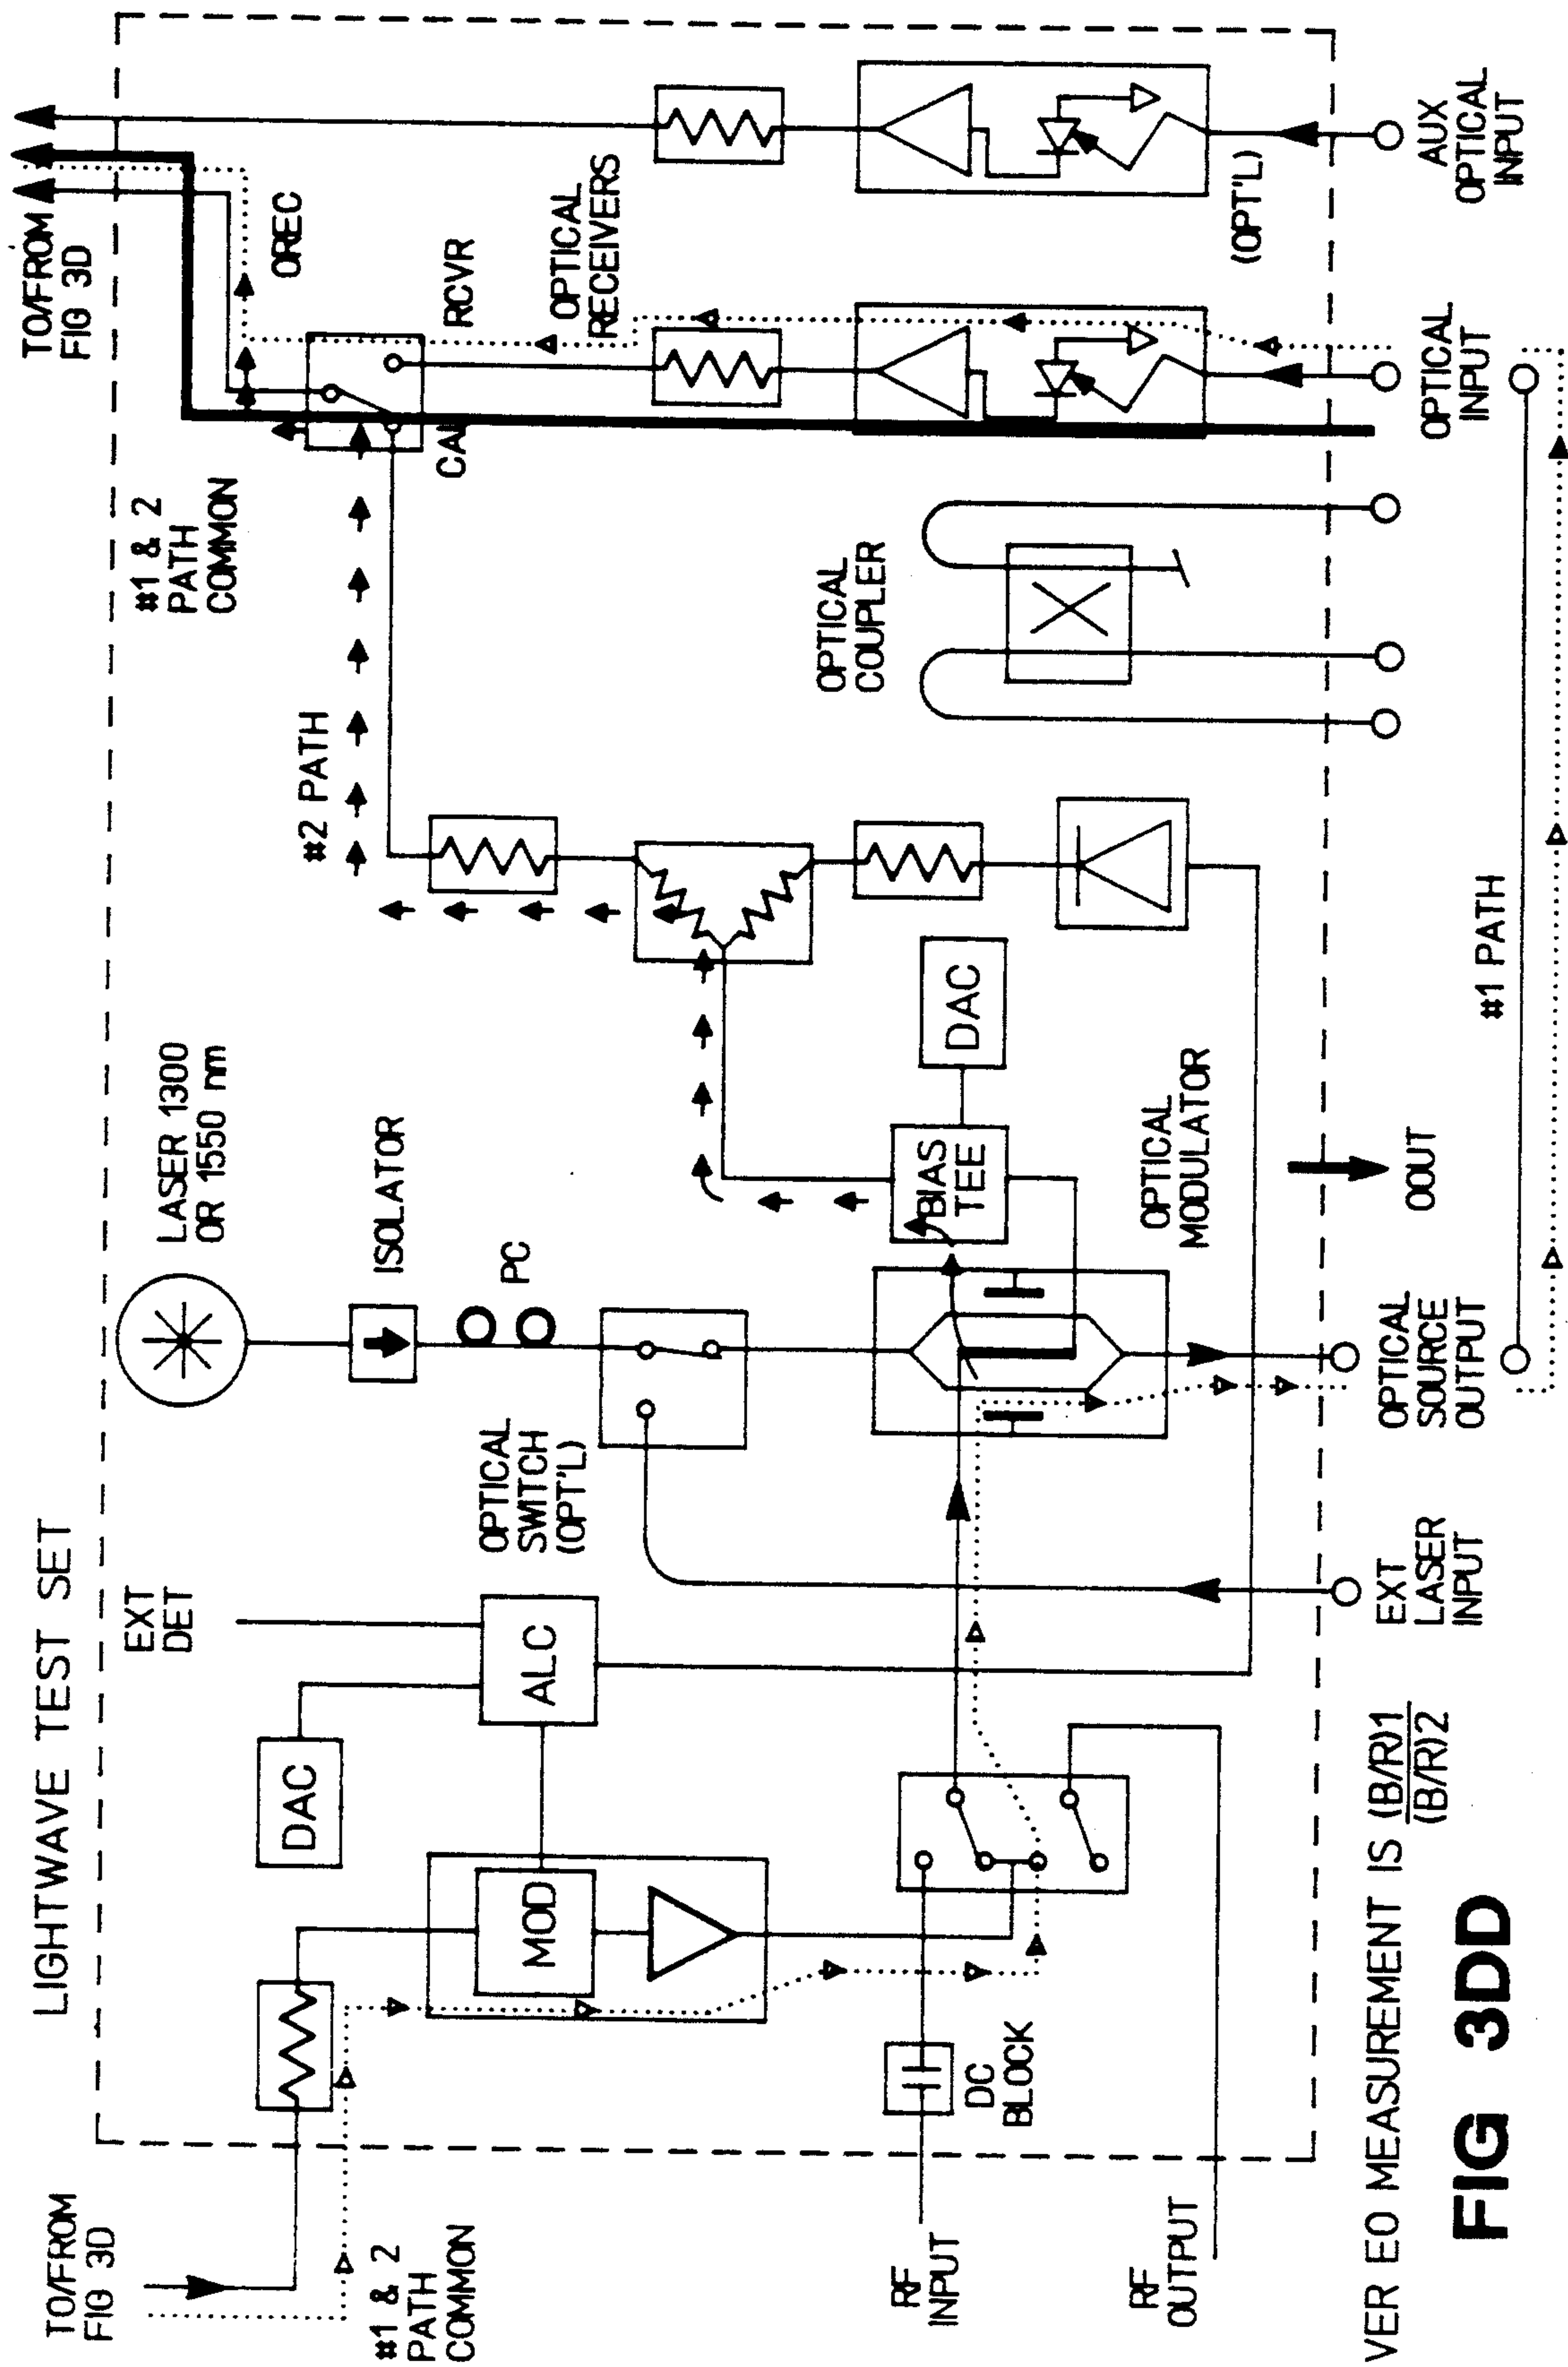 LIGHTWAVE TEST SET
TO/FROM
FIG 3D
#1 & 2
PATH
COMMON
DAC
EXT
DET
ALC
MOD
RF
INPUT
DC
BLOCK
RF
OUTPUT
LASER 1300
OR 1550 nm
ISOLATOR
PC
OPTICAL
SWITCH
(OPT'L)
EXT
LASER
INPUT
OPTICAL
SOURCE
OUTPUT
OOUT
OPTICAL
MODULATOR
BIAS
TEE
DAC
#2 PATH
#1 & 2
PATH
COMMON
OPTICAL
COUPLER
CAL
RCVR
OREC
TO/FROM
FIG 3D
OPTICAL
RECEIVERS
OPTICAL
INPUT
(OPT'L)
AUX
OPTICAL
INPUT
#1 PATH
VER EO MEASUREMENT IS (B/R)1
(B/R)2
FIG 3DD